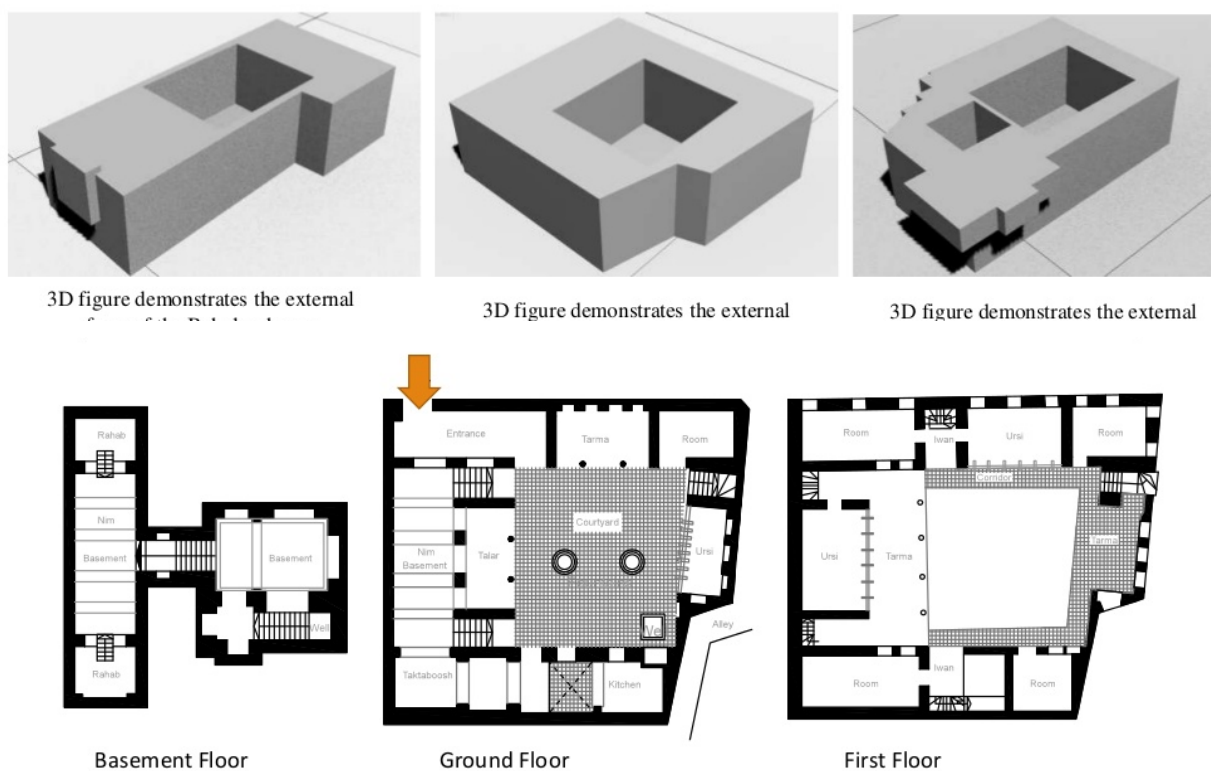 3D figure demonstrates the external
3D figure demonstrates the external
3D figure demonstrates the external
Rahab
Nim
Basement
Basement
Well
Rahab
Entrance
Tarma
Room
Courtyard
Nim
Basement
Talar
Ursi
Alley
Taktaboosh
Kitchen
Room
Iwan
Ursi
Room
Corridor
Ursi
Tarma
Tarma
Room
Iwan
Room
Basement Floor
Ground Floor
First Floor